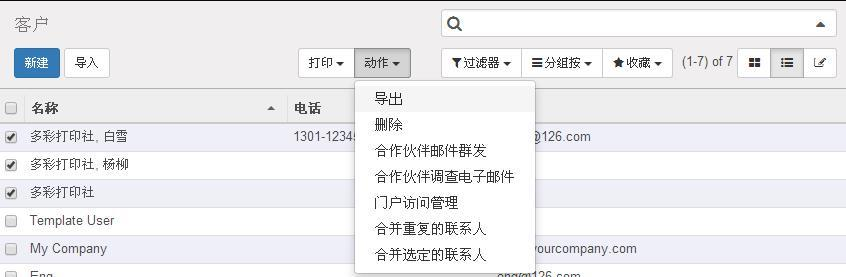 客户
新建 导入 打印 动作 过滤器 分组按 收藏 (1-7) of 7
名称 电话
导出
删除
合作伙伴邮件群发
合作伙伴调查电子邮件
门户访问管理
合并重复的联系人
合并选定的联系人
多彩打印社, 白雪 1301-12345 @126.com
多彩打印社, 杨柳
多彩打印社
Template User
My Company yourcompany.com
Eng eng@126.com